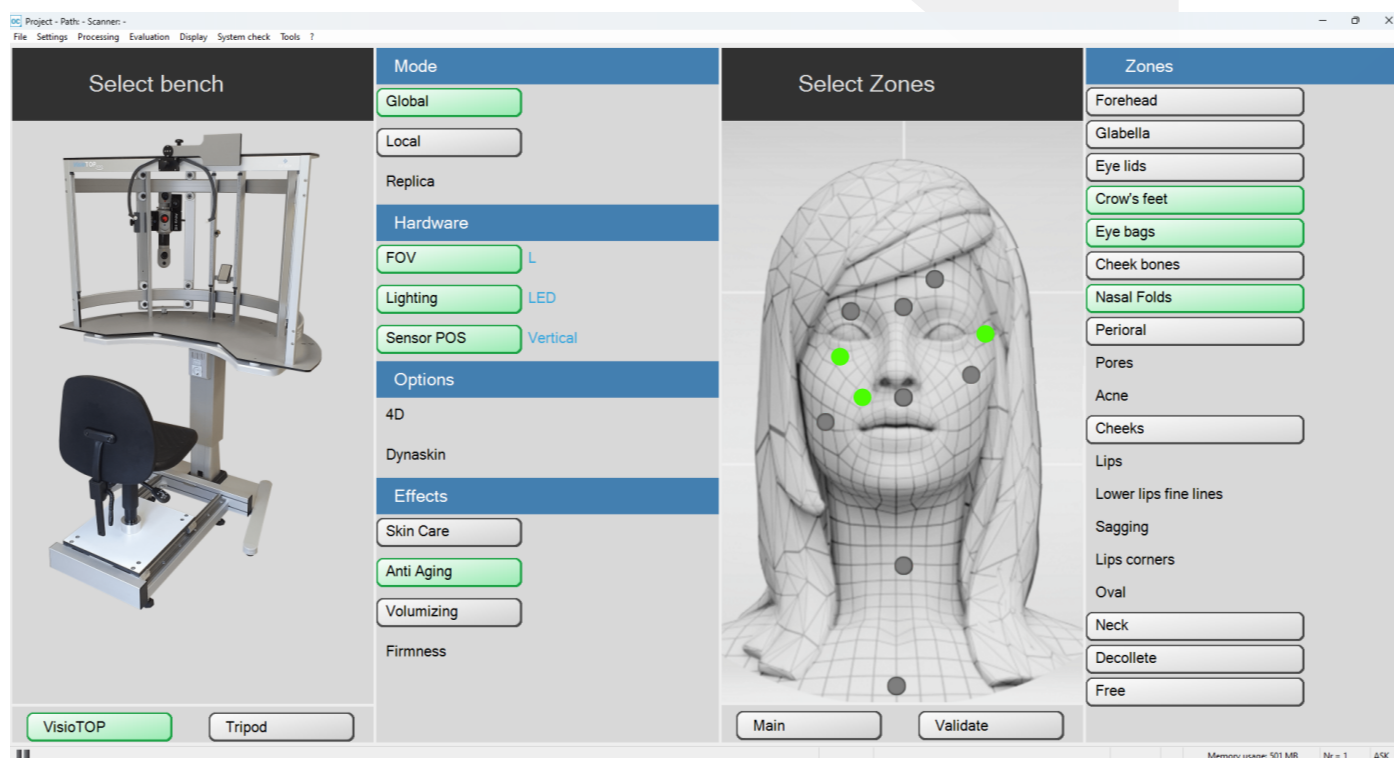 OC Project - Path: - Scanner: -
File Settings Processing Evaluation Display System check Tools ?
Select bench
VisioTOP
Tripod
Mode
Global
Local
Replica
Hardware
FOV L
Lighting LED
Sensor POS Vertical
Options
4D
Dynaskin
Effects
Skin Care
Anti Aging
Volumizing
Firmness
Select Zones
Main
Validate
Zones
Forehead
Glabella
Eye lids
Crow's feet
Eye bags
Cheek bones
Nasal Folds
Perioral
Pores
Acne
Cheeks
Lips
Lower lips fine lines
Sagging
Lips corners
Oval
Neck
Decollete
Free
Memory usage: 501 MB Nr = 1 ASK